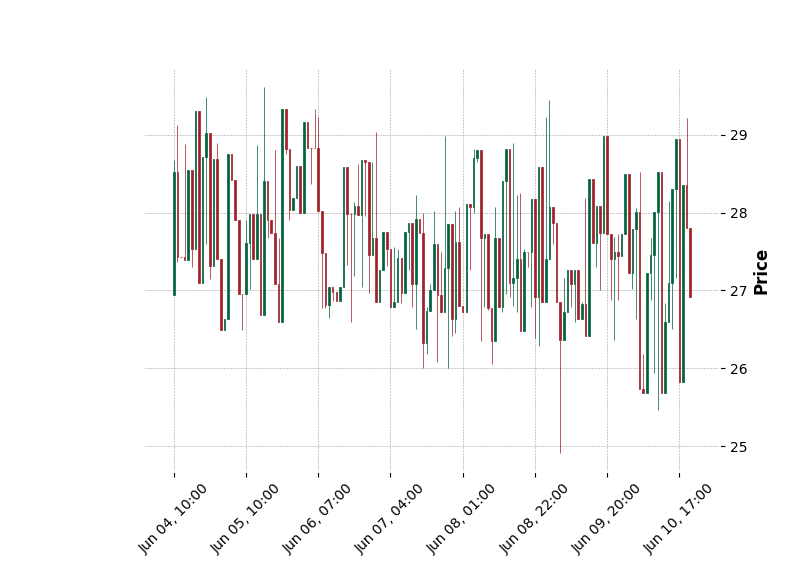 29
28
27
26
25
Price
Jun 04, 10:00
Jun 05, 10:00
Jun 06, 07:00
Jun 07, 04:00
Jun 08, 01:00
Jun 08, 22:00
Jun 09, 20:00
Jun 10, 17:00